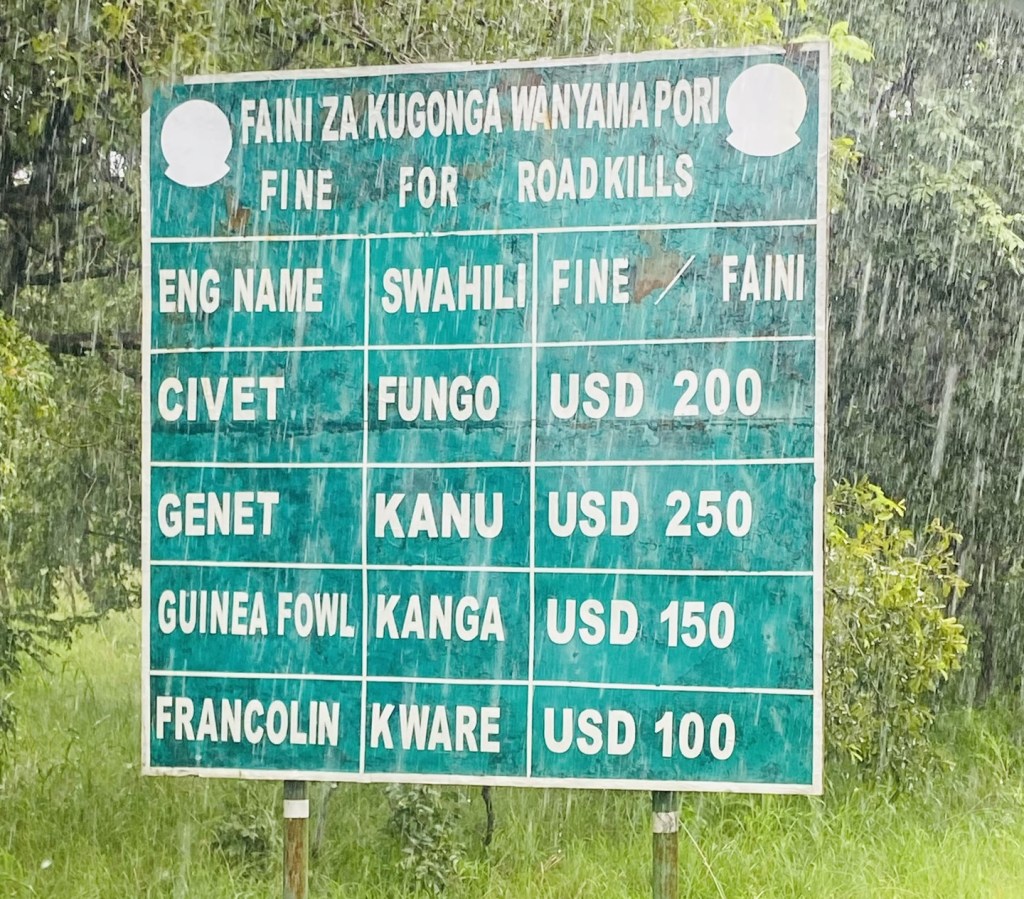 FAINI ZA KUGONGA WANYAMA PORI
FINE FOR ROADKILLS
ENG NAME SWAHILI FINE / FAINI
CIVET FUNGO USD 200
GENET KANU USD 250
GUINEA FOWL KANGA USD 150
FRANCOLIN KWARE USD 100